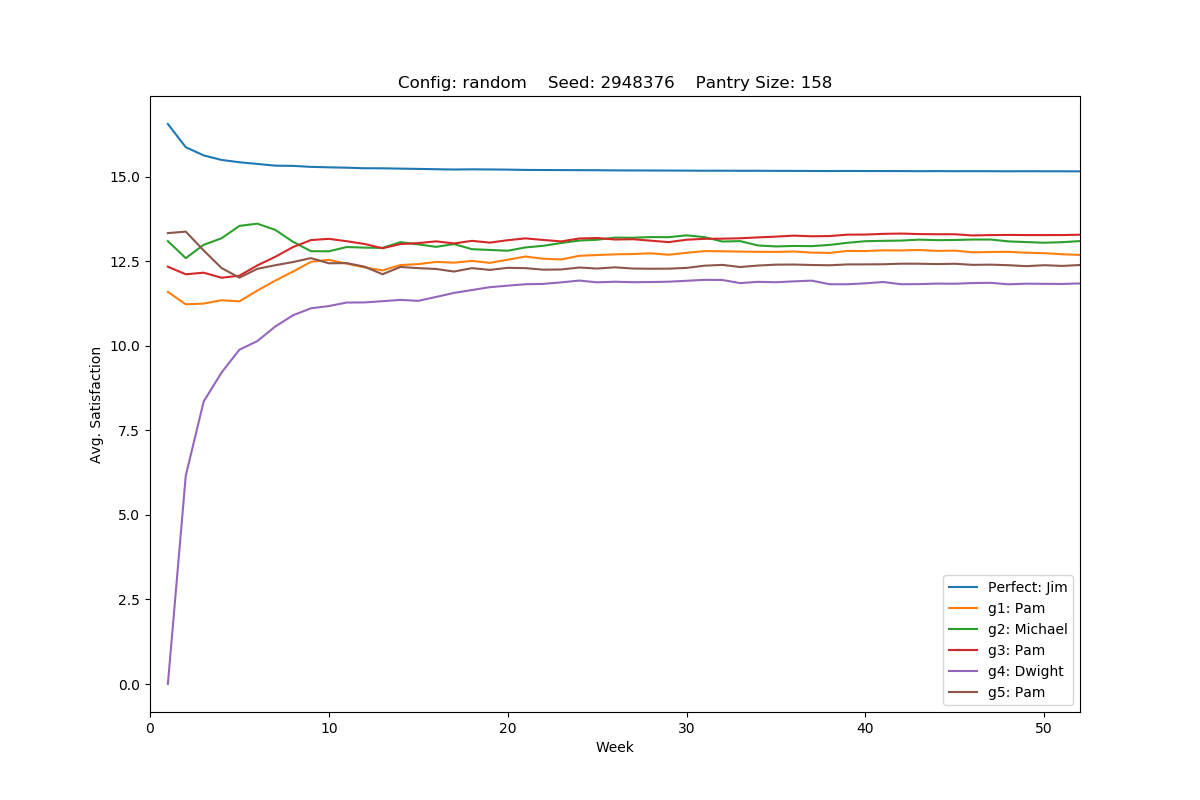 Config: random    Seed: 2948376    Pantry Size: 158
Avg. Satisfaction
15.0
12.5
10.0
7.5
5.0
2.5
0.0
Perfect: Jim
g1: Pam
g2: Michael
g3: Pam
g4: Dwight
g5: Pam
0 10 20 30 40 50
Week